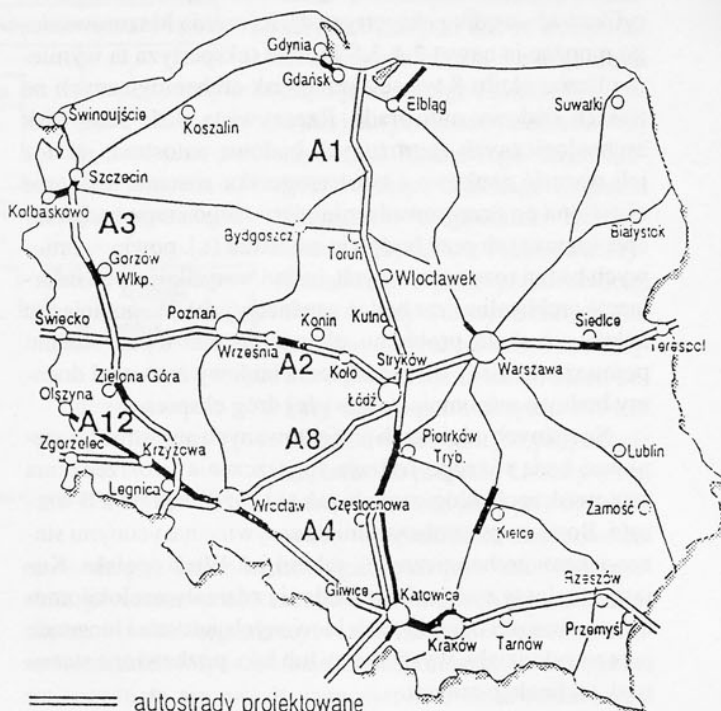 Gdynia
Gdańsk
Elbląg
Suwałki
Świnoujście
Koszalin
A1
Szczecin
Kołbaskowo
A3
Bydgoszcz
Toruń
Białystok
Gorzów
Wlkp.
Włocławek
Świecko
Poznań
Konin
Kutno
Siedlce
Września
A2
Koło
Stryków
Warszawa
Terespol
Zielona Góra
Łódź
Olszyna
A12
A8
Piotrków
Tryb.
Zgorzelec
Krzyżowa
Lublin
Legnica
Wrocław
Częstochowa
Zamość
A4
Kielce
Gliwice
Katowice
Rzeszów
Kraków
Tarnów
Przemyśl
autostrady projektowane